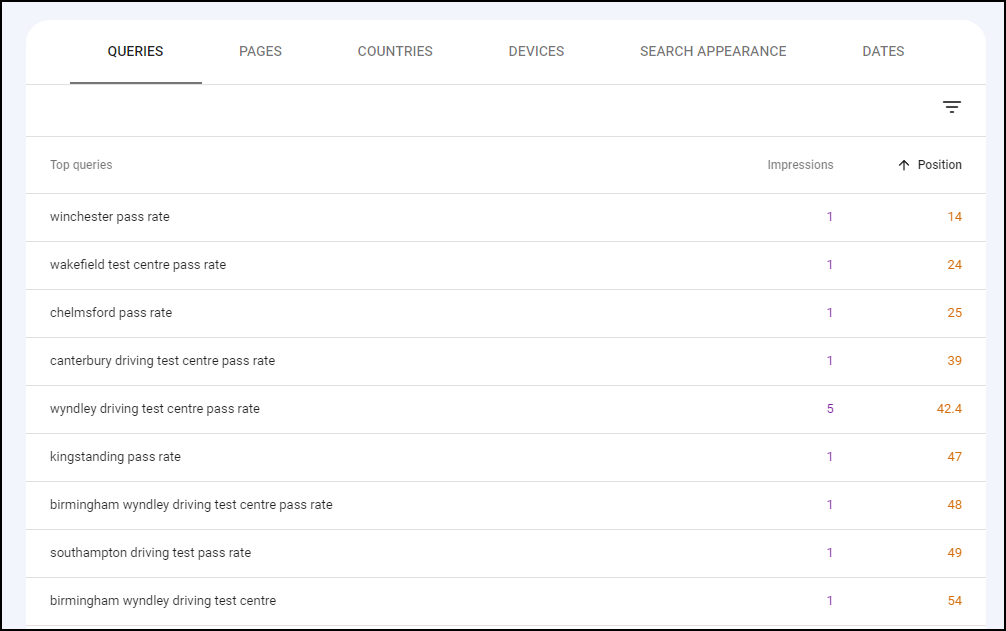 QUERIES PAGES COUNTRIES DEVICES SEARCH APPEARANCE DATES
Top queries Impressions Position
winchester pass rate 1 14
wakefield test centre pass rate 1 24
chelmsford pass rate 1 25
canterbury driving test centre pass rate 1 39
wyndley driving test centre pass rate 5 42.4
kingstanding pass rate 1 47
birmingham wyndley driving test centre pass rate 1 48
southampton driving test pass rate 1 49
birmingham wyndley driving test centre 1 54